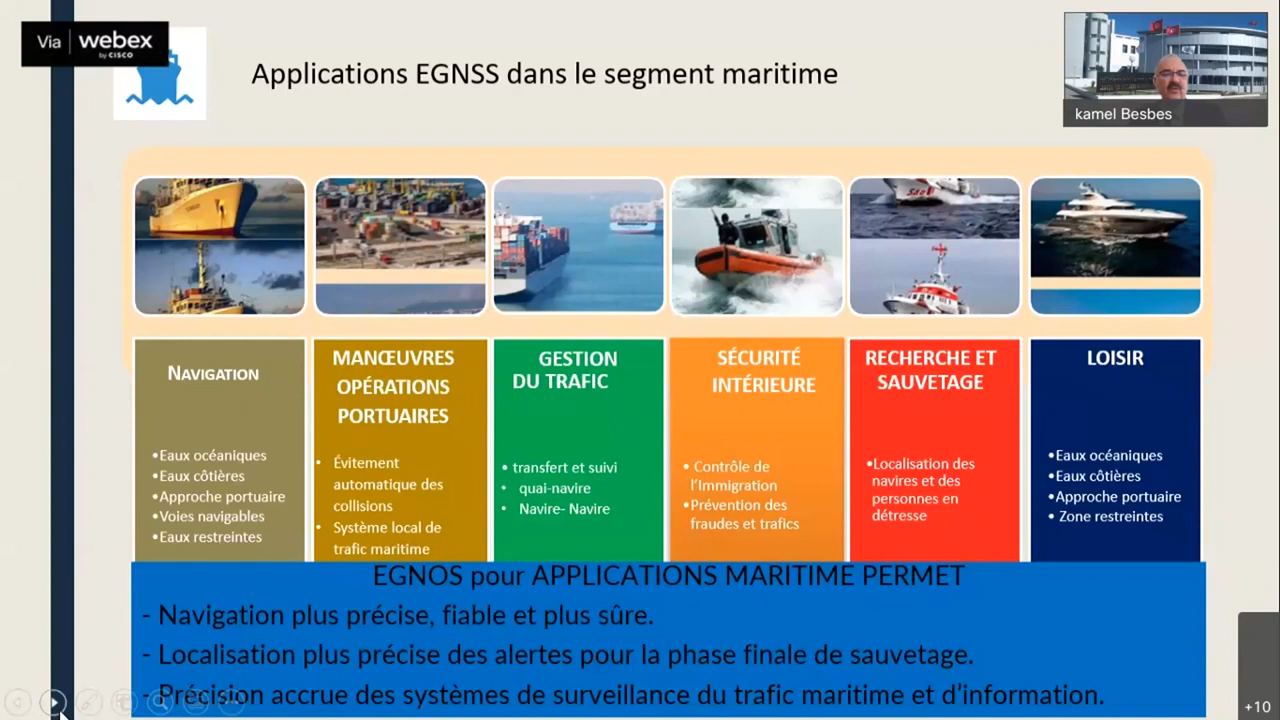 Via webex
by CISCO
Applications EGNSS dans le segment maritime
kamel Besbes
NAVIGATION
•Eaux océaniques
•Eaux côtières
•Approche portuaire
•Voies navigables
•Eaux restreintes
MANŒUVRES
OPÉRATIONS
PORTUAIRES
• Évitement
automatique des
collisions
• Système local de
trafic maritime
GESTION
DU TRAFIC
• transfert et suivi
• quai-navire
• Navire- Navire
SÉCURITÉ
INTÉRIEURE
• Contrôle de
l’Immigration
•Prévention des
fraudes et trafics
RECHERCHE ET
SAUVETAGE
•Localisation des
navires et des
personnes en
détresse
LOISIR
•Eaux océaniques
•Eaux côtières
•Approche portuaire
• Zone restreintes
EGNOS pour APPLICATIONS MARITIME PERMET
- Navigation plus précise, fiable et plus sûre.
- Localisation plus précise des alertes pour la phase finale de sauvetage.
- Précision accrue des systèmes de surveillance du trafic maritime et d’information.
+10